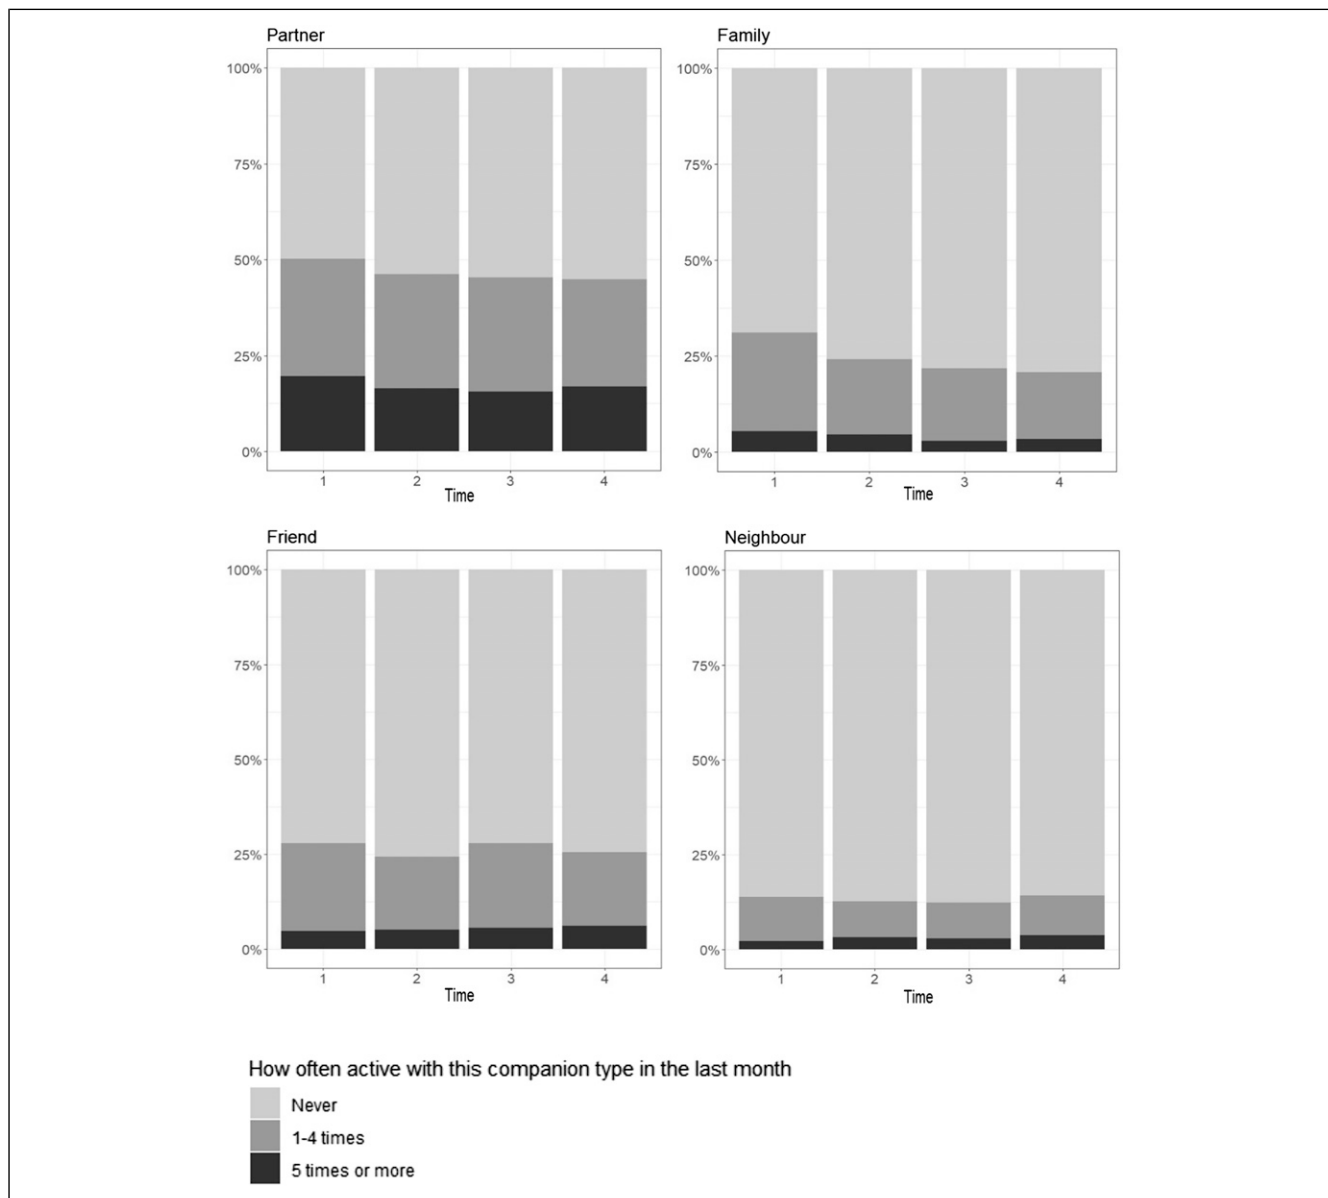 Partner
100%
75%
50%
25%
0%
1 2 3 4
Time
Family
100%
75%
50%
25%
0%
1 2 3 4
Time
Friend
100%
75%
50%
25%
0%
1 2 3 4
Time
Neighbour
100%
75%
50%
25%
0%
1 2 3 4
Time
How often active with this companion type in the last month
Never
1-4 times
5 times or more